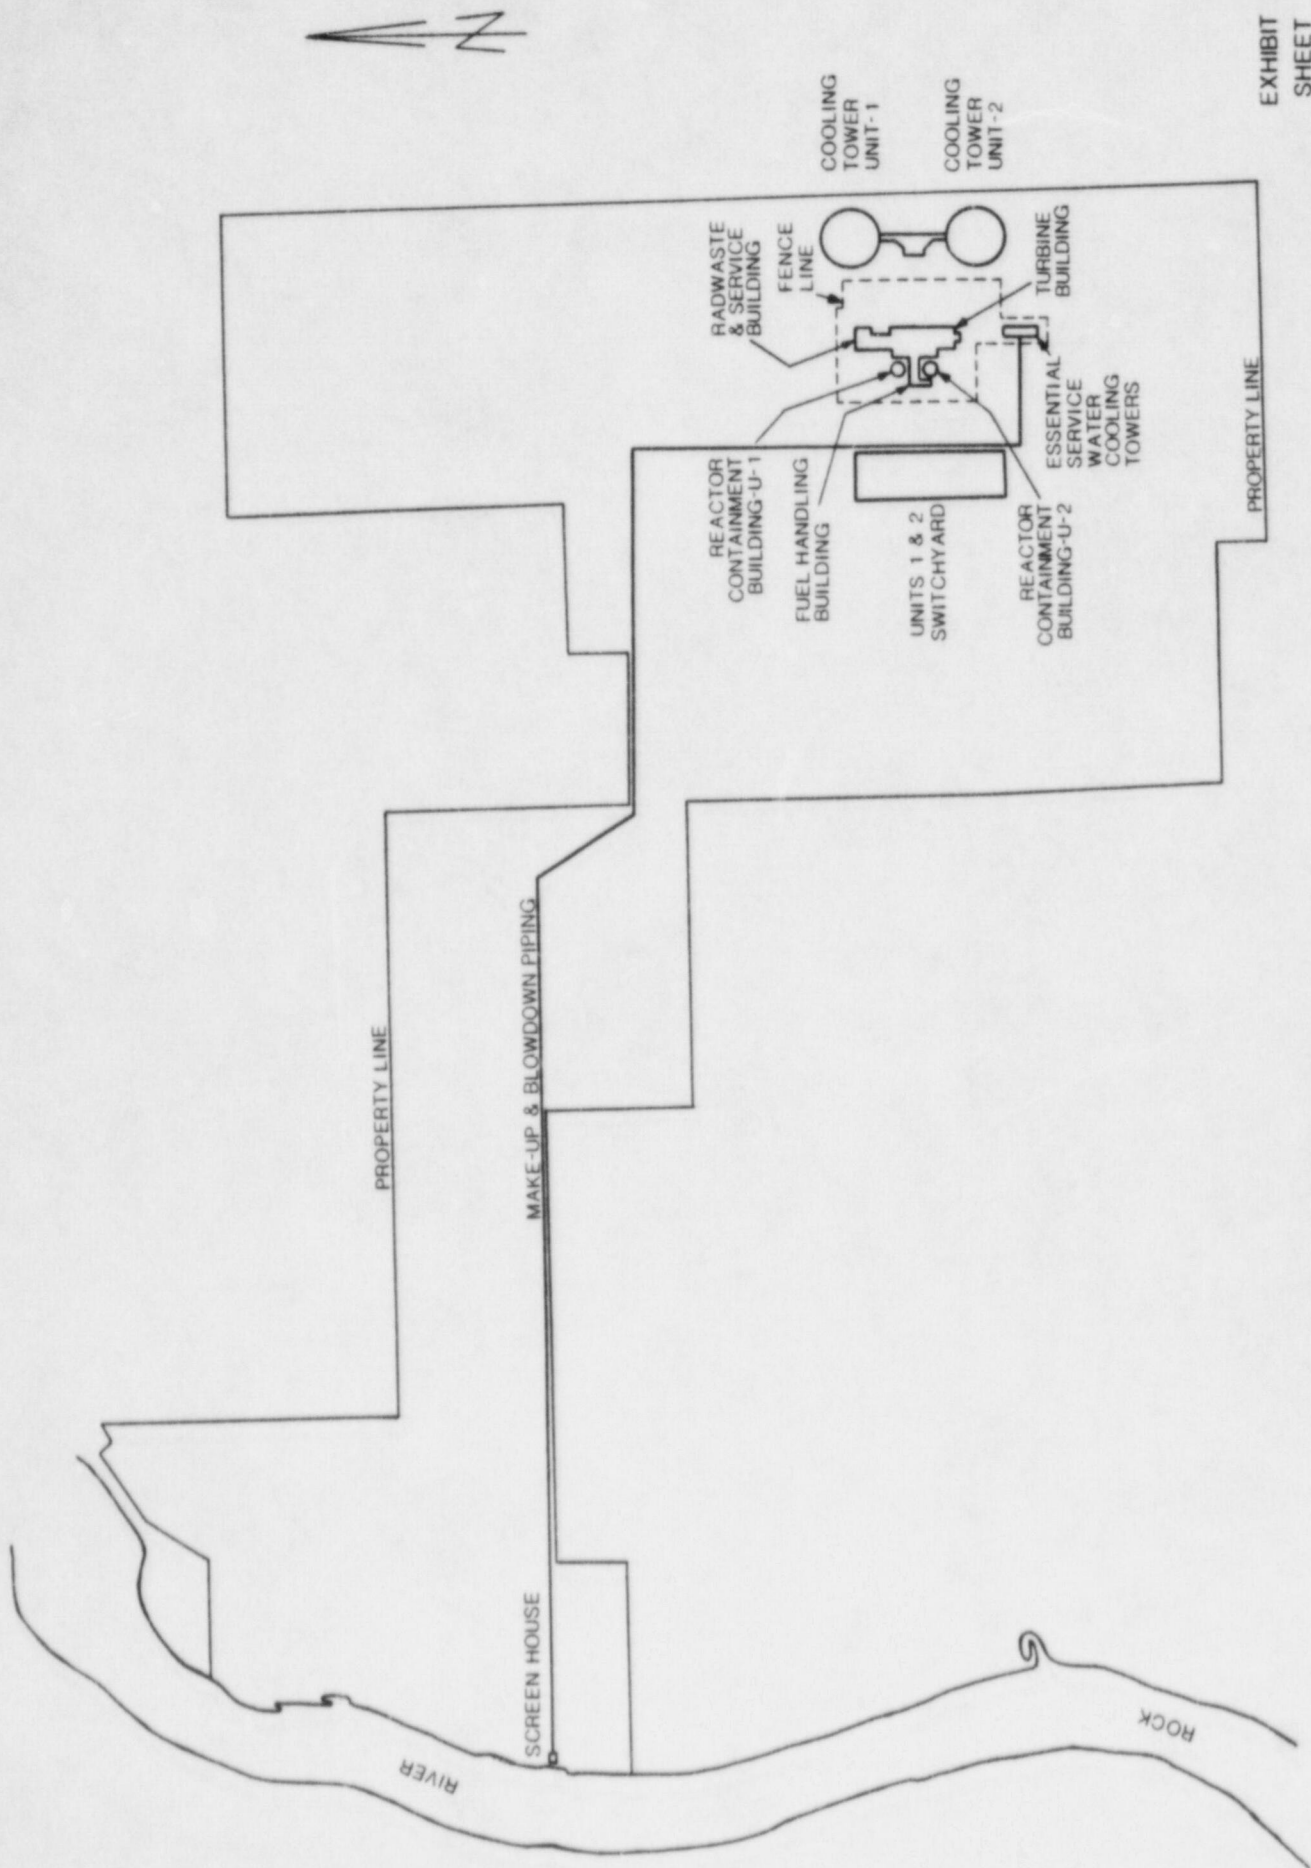 EXHIBIT
SHEET
N
COOLING
TOWER
UNIT-1
COOLING
TOWER
UNIT-2
RADWASTE
& SERVICE
BUILDING
FENCE
LINE
TURBINE
BUILDING
REACTOR
CONTAINMENT
BUILDING-U-1
FUEL HANDLING
BUILDING
UNITS 1 & 2
SWITCHYARD
REACTOR
CONTAINMENT
BUILDING-U-2
ESSENTIAL
SERVICE
WATER
COOLING
TOWERS
PROPERTY LINE
PROPERTY LINE
MAKE-UP & BLOWDOWN PIPING
SCREEN HOUSE
RIVER
ROCK